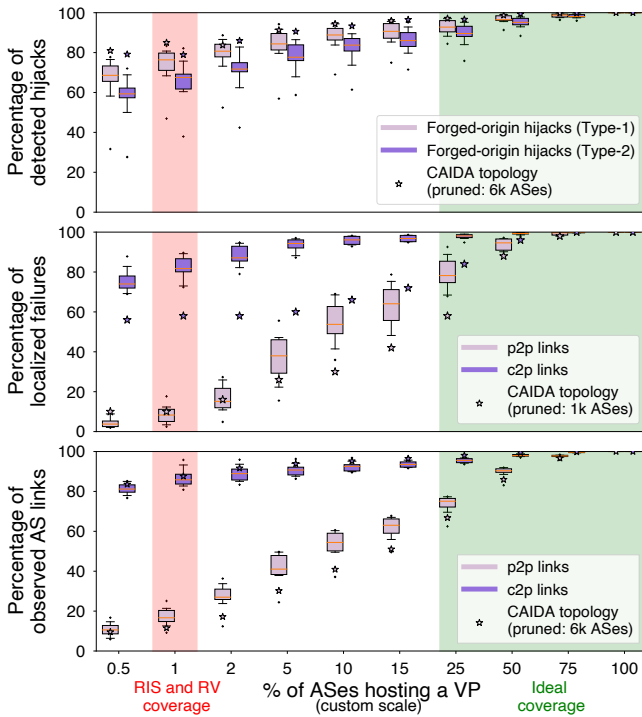 Percentage of
detected hijacks
100
80
60
40
20
0
Forged-origin hijacks (Type-1)
Forged-origin hijacks (Type-2)
CAIDA topology
(pruned: 6k ASes)
Percentage of
localized failures
100
80
60
40
20
0
p2p links
c2p links
CAIDA topology
(pruned: 1k ASes)
Percentage of
observed AS links
100
80
60
40
20
0
p2p links
c2p links
CAIDA topology
(pruned: 6k ASes)
0.5 1 2 5 10 15 25 50 75 100
RIS and RV
coverage
% of ASes hosting a VP
(custom scale)
Ideal
coverage